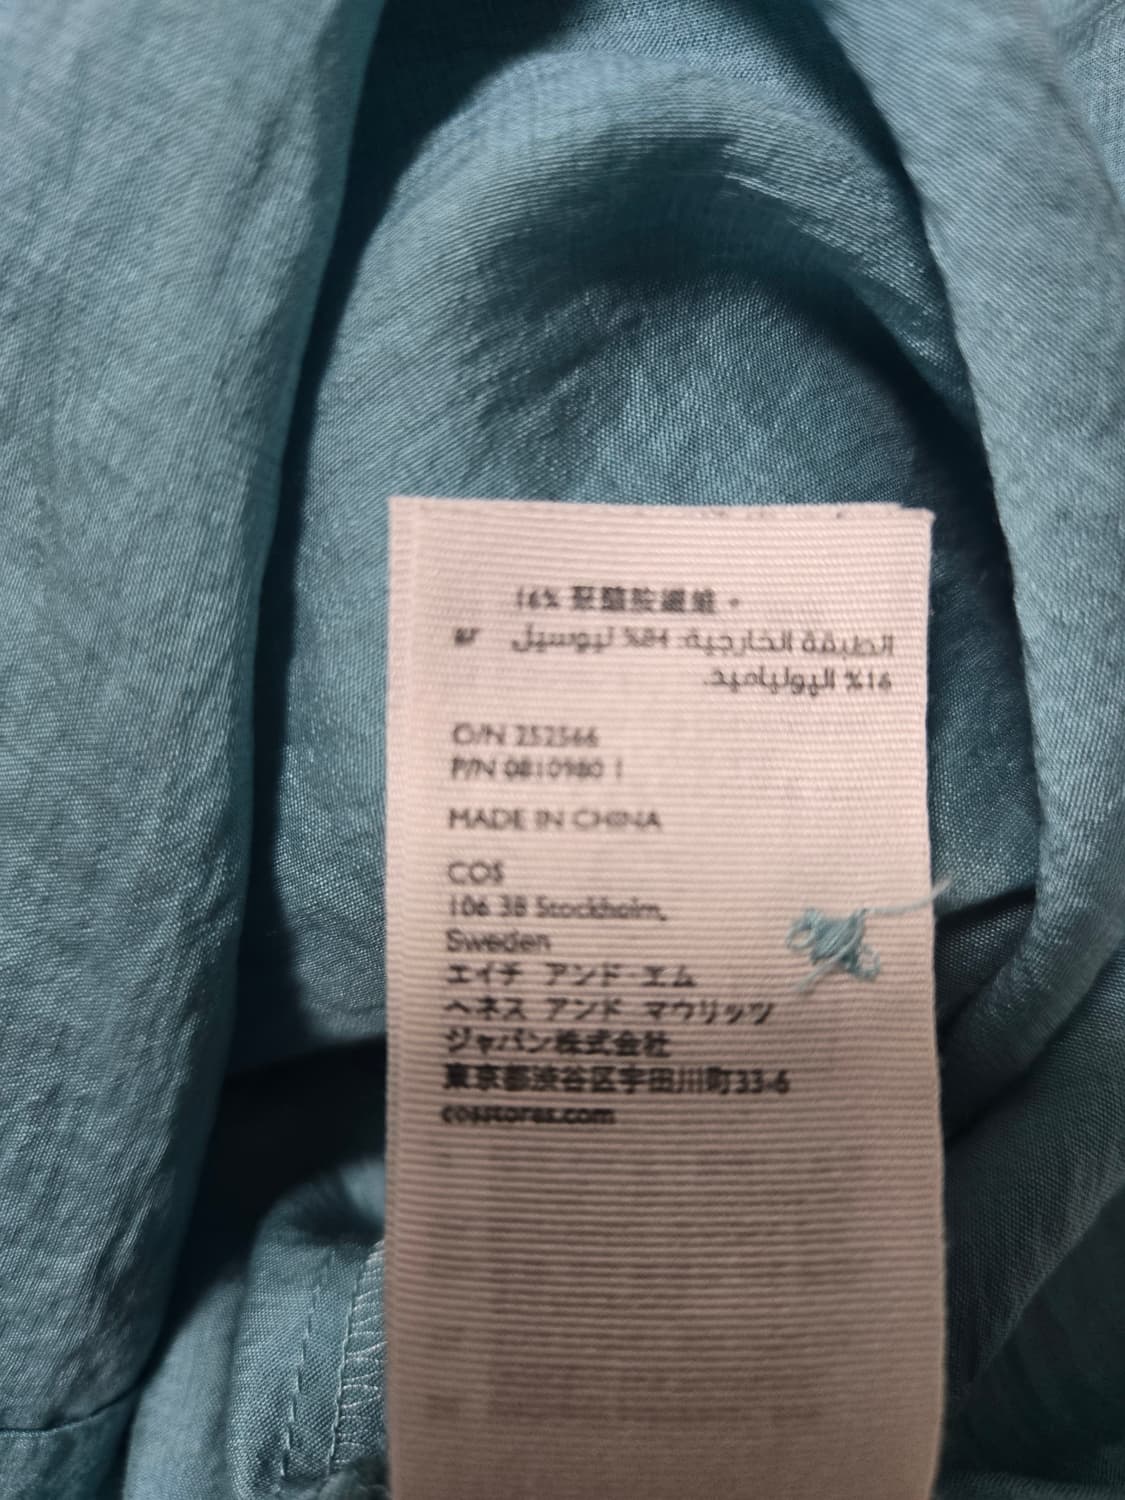 16% 聚醯胺纖維。
AR الطبقة الخارجية: 84% ليوسيل
16% البولياميد.
O/N 252566
P/N 0810980 1
MADE IN CHINA
COS
106 38 Stockholm,
Sweden
エイチ アンド・エム
ヘネス アンド マウリッツ
ジャパン株式会社
東京都渋谷区宇田川町33-6
cosstores.com